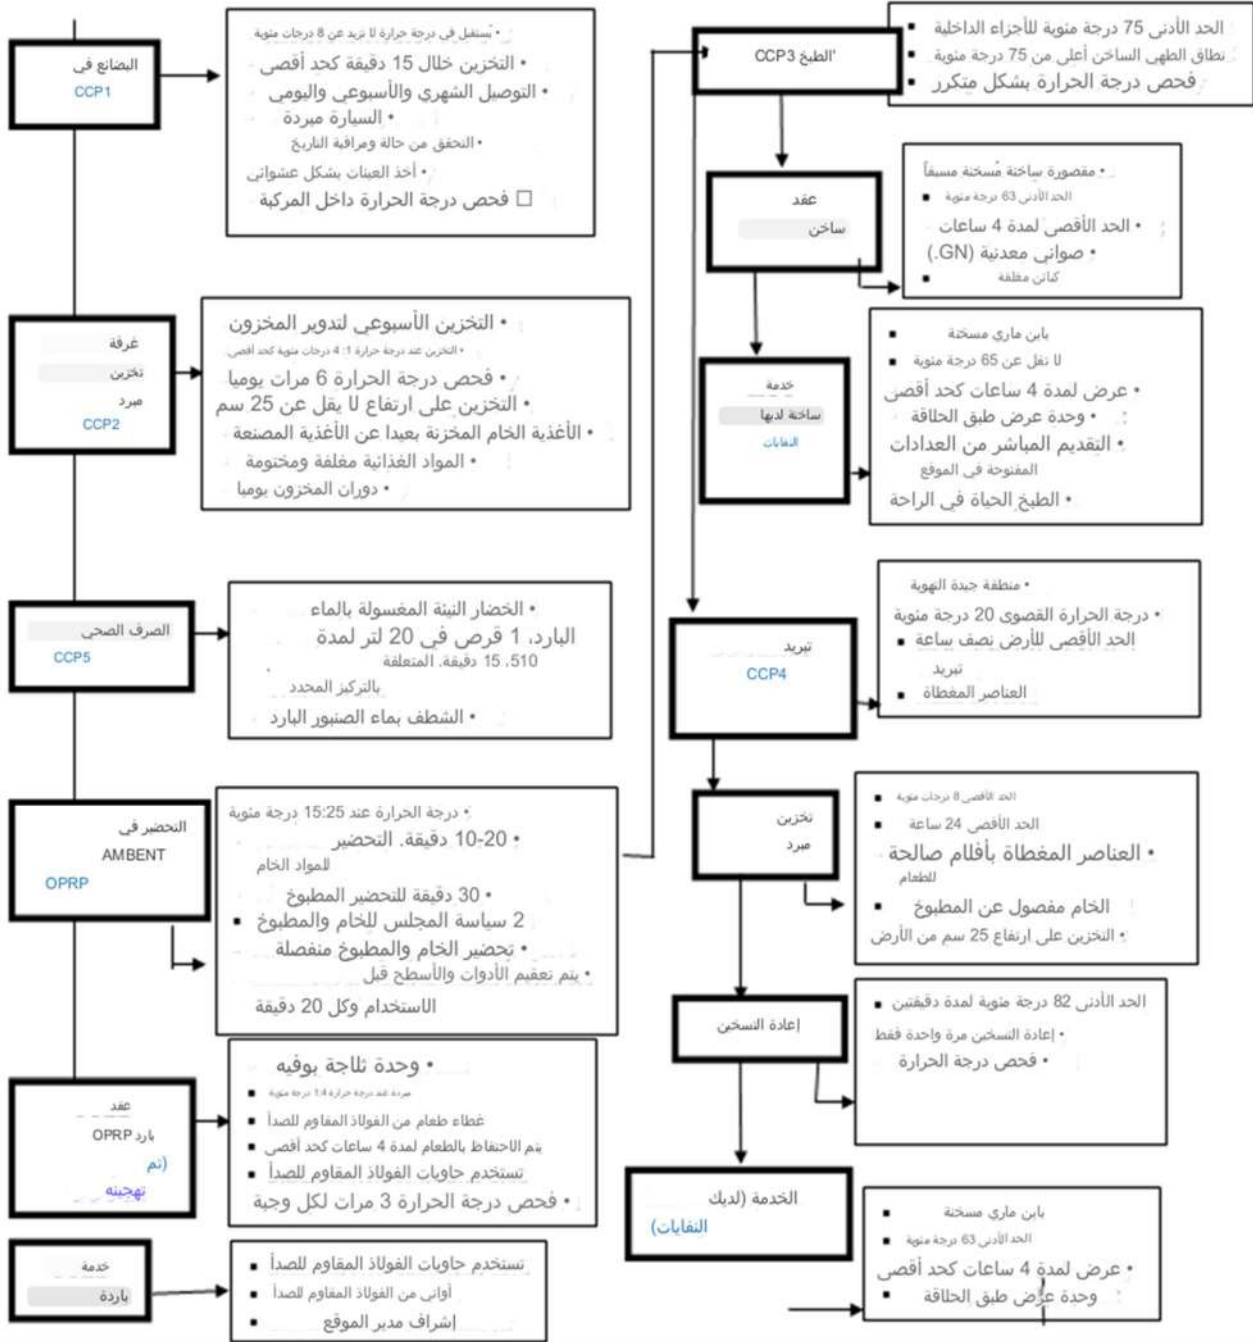 البضائع في
CCP1
• يُستقبل في درجة حرارة لا تزيد عن 8 درجات مئوية
• التخزين خلال 15 دقيقة كحد أقصى
• التوصيل الشهري والأسبوعي واليومي
• السيارة مبردة
• التحقق من حالة ومراقبة التاريخ
• أخذ العينات بشكل عشوائي
☐ فحص درجة الحرارة داخل المركبة
غرفة
تخزين
مبرد
CCP2
• التخزين الأسبوعي لتدوير المخزون
• التخزين عند درجة حرارة 1: 4 درجات مئوية كحد أقصى.
• فحص درجة الحرارة 6 مرات يوميا
• التخزين على ارتفاع لا يقل عن 25 سم
• الأغذية الخام المخزنة بعيدا عن الأغذية المصنعة
• المواد الغذائية مغلفة ومختومة
• دوران المخزون يوميا
الصرف الصحي
CCP5
• الخضار النيئة المغسولة بالماء
البارد، 1 قرص في 20 لتر لمدة
510، 15 دقيقة. المتعلقة
بالتركيز المحدد
• الشطف بماء الصنبور البارد
التحضير في
AMBENT
OPRP
• درجة الحرارة عند 15:25 درجة مئوية
• 10-20 دقيقة. التحضير
للمواد الخام
• 30 دقيقة للتحضير المطبوخ
▪ 2 سياسة المجلس للخام والمطبوخ
• تحضير الخام والمطبوخ منفصلة
• يتم تعقيم الأدوات والأسطح قبل
الاستخدام وكل 20 دقيقة
عقد
بارد OPRP
(تم
تهجينه
• وحدة ثلاجة بوفيه
▪ مبردة عند درجة حرارة 1:4 درجة مئوية
▪ غطاء طعام من الفولاذ المقاوم للصدأ
▪ يتم الاحتفاظ بالطعام لمدة 4 ساعات كحد أقصى
▪ تستخدم حاويات الفولاذ المقاوم للصدأ
• فحص درجة الحرارة 3 مرات لكل وجبة
خدمة
باردة
▪ تستخدم حاويات الفولاذ المقاوم للصدأ
▪ أواني من الفولاذ المقاوم للصدأ
▪ إشراف مدير الموقع
الطبخ CCP3'
▪ الحد الأدنى 75 درجة مئوية للأجزاء الداخلية
▪ نطاق الطهي الساخن أعلى من 75 درجة مئوية
▪ فحص درجة الحرارة بشكل متكرر
عقد
ساخن
• مقصورة ساخنة مُسخنة مسبقاً
▪ الحد الأدنى 63 درجة مئوية
• الحد الأقصى لمدة 4 ساعات
• صواني معدنية (GN.)
▪ كبائن مغلقة
خدمة
ساخنة لديها
النفايات
▪ بابن ماري مسخنة
▪ لا تقل عن 65 درجة مئوية
• عرض لمدة 4 ساعات كحد أقصى
• وحدة عرض طبق الحلاقة
• التقديم المباشر من العدادات
المفتوحة في الموقع
• الطبخ الحياة في الراحة
تبريد
CCP4
• منطقة جيدة التهوية
• درجة الحرارة القصوى 20 درجة مئوية
▪ الحد الأقصى للأرض نصف ساعة
تبريد
▪ العناصر المغطاة
تخزين
مبرد
▪ الحد الأقصى 8 درجات مئوية
▪ الحد الأقصى 24 ساعة
• العناصر المغطاة بأفلام صالحة
للطعام
▪ الخام مفصول عن المطبوخ
• التخزين على ارتفاع 25 سم من الأرض
إعادة التسخين
▪ الحد الأدنى 82 درجة مئوية لمدة دقيقتين
• إعادة التسخين مرة واحدة فقط
• فحص درجة الحرارة
الخدمة (لديك
النفايات)
▪ بابن ماري مسخنة
▪ الحد الأدنى 63 درجة مئوية
• عرض لمدة 4 ساعات كحد أقصى
▪ وحدة عرض طبق الحلاقة